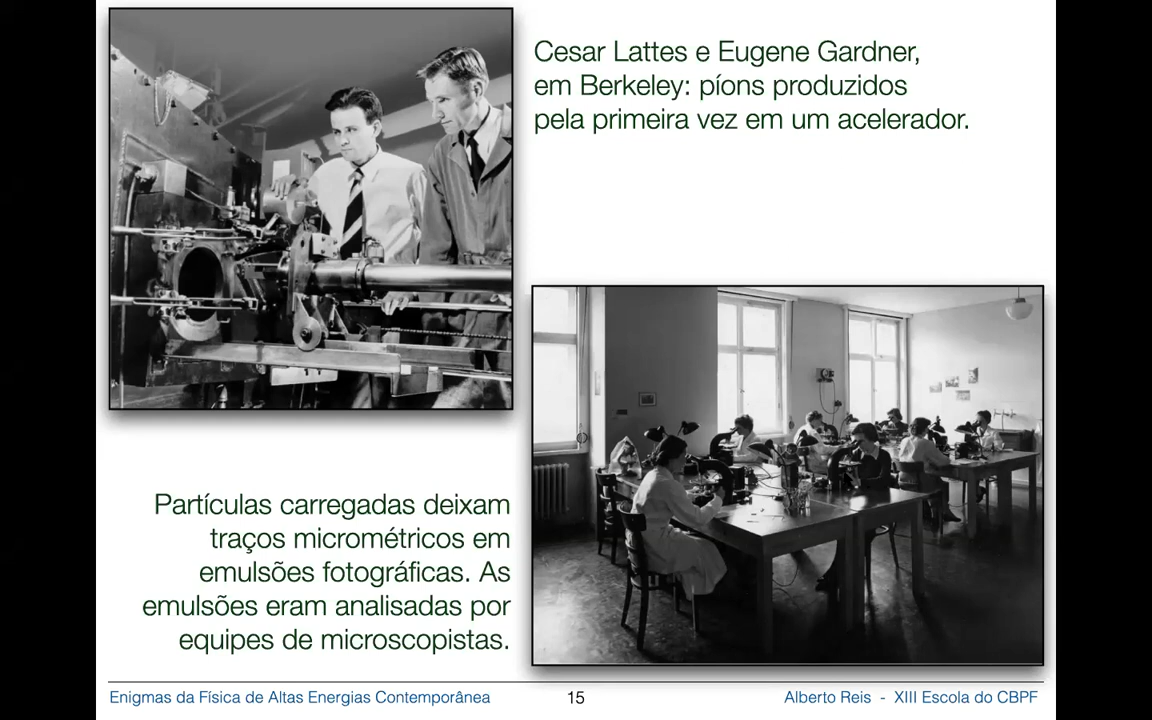 Cesar Lattes e Eugene Gardner,
em Berkeley: píons produzidos
pela primeira vez em um acelerador.
Partículas carregadas deixam
traços micrométricos em
emulsões fotográficas. As
emulsões eram analisadas por
equipes de microscopistas.
Enigmas da Física de Altas Energias Contemporânea
15
Alberto Reis - XIII Escola do CBPF